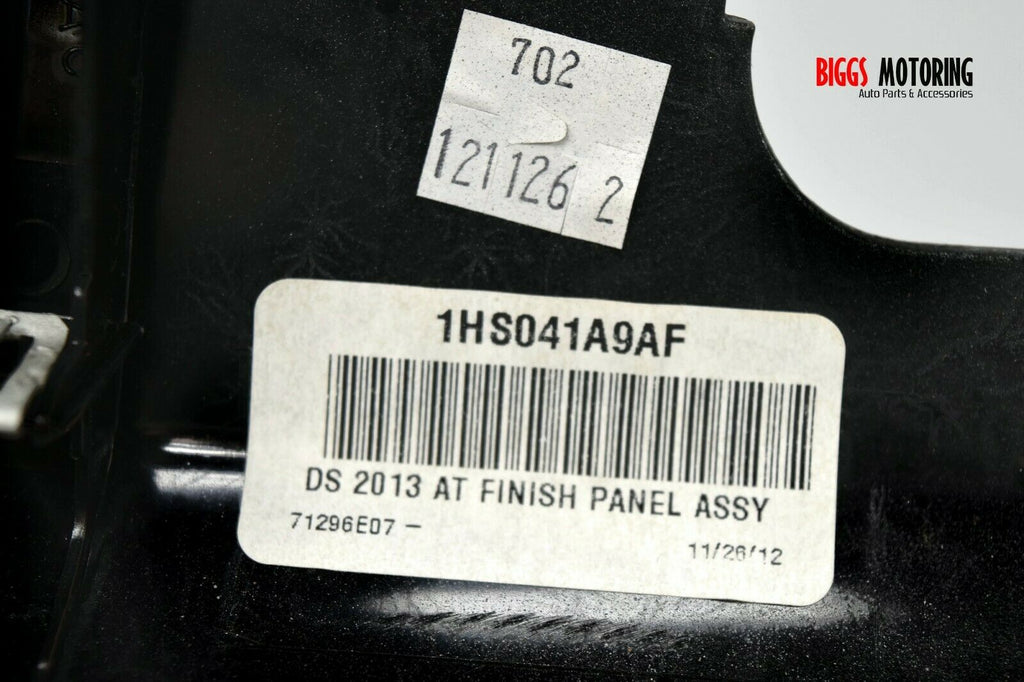 702
121126 2
BIGGS MOTORING
Auto Parts & Accessories
1HS041A9AF
DS 2013 AT FINISH PANEL ASSY
71296E07 –
11/26/12